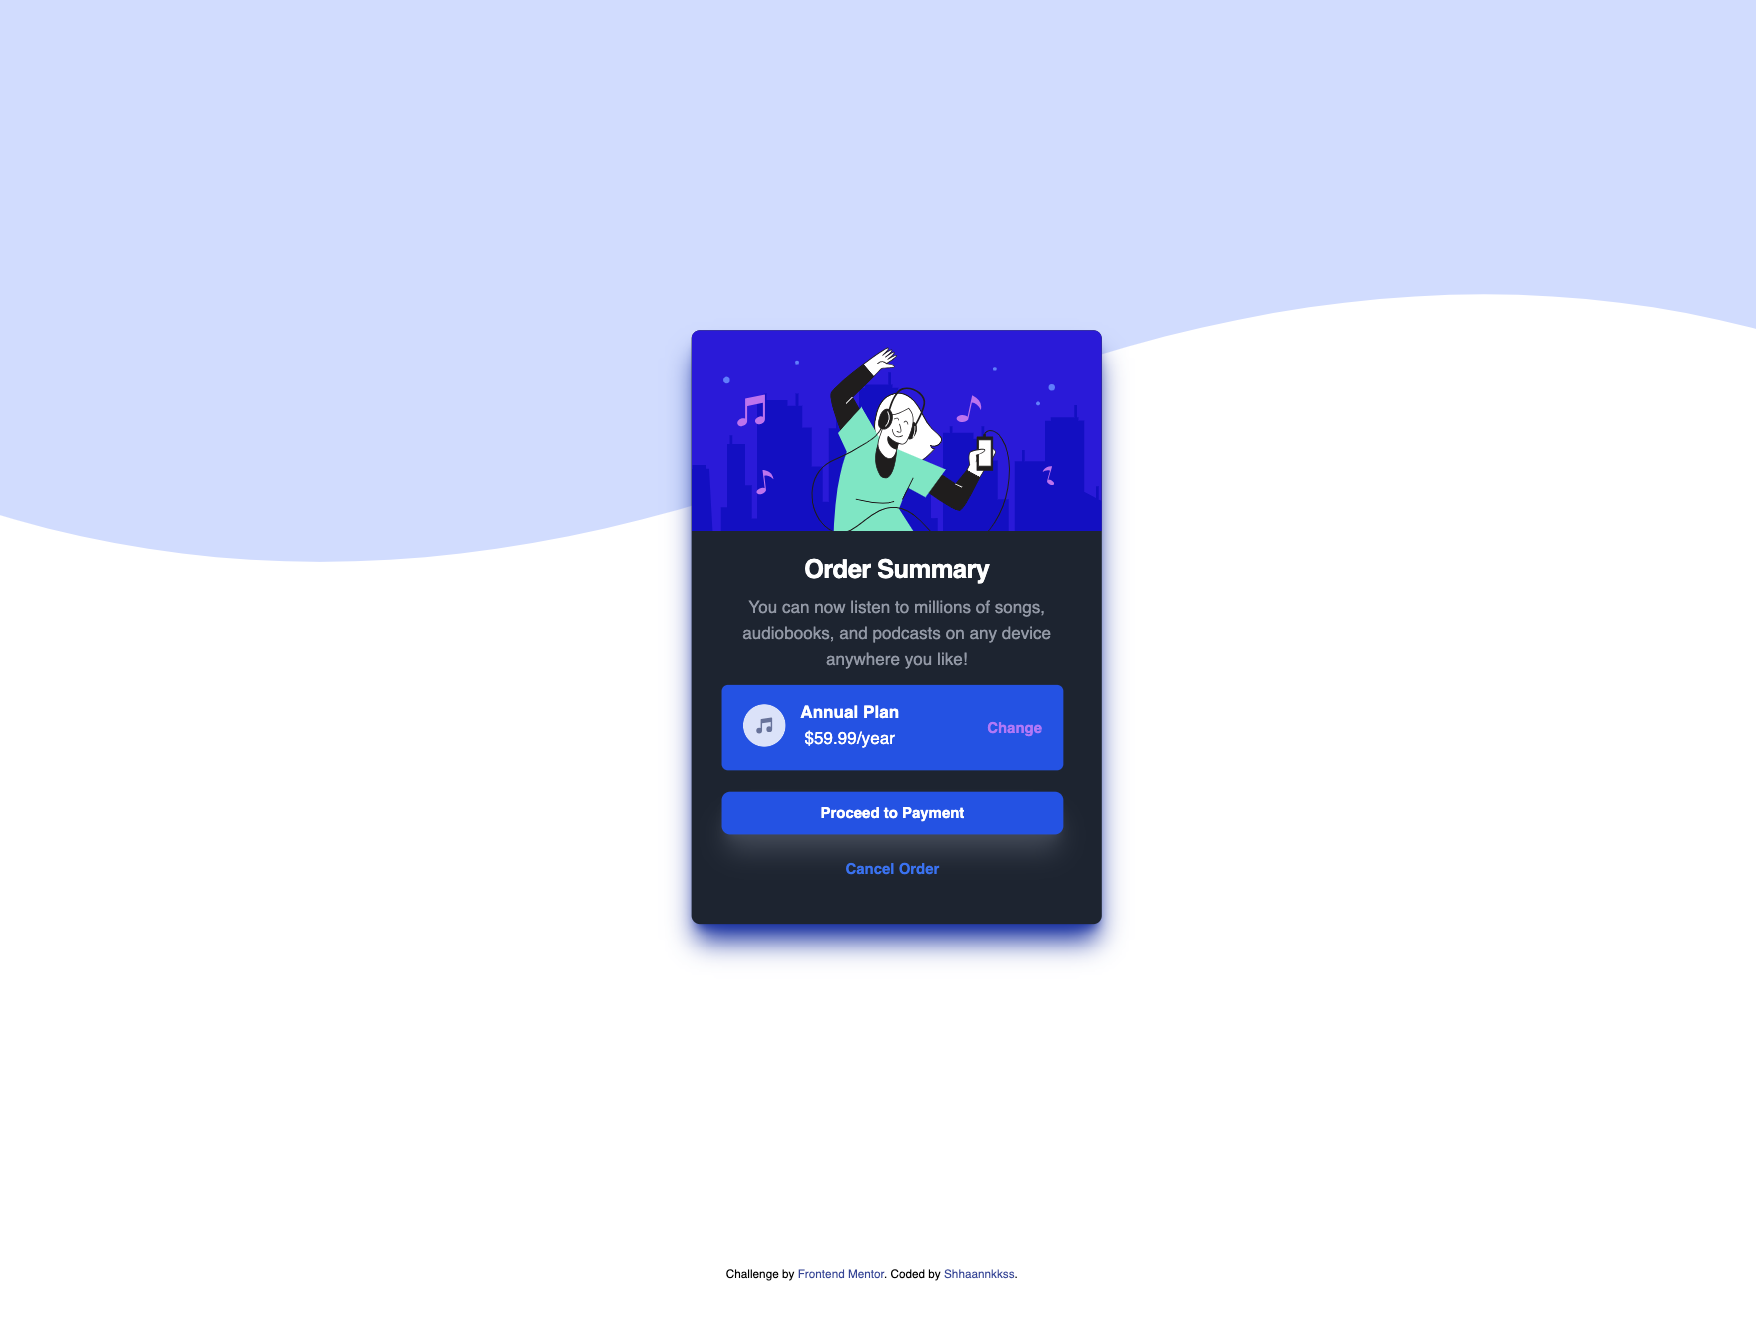 Order Summary
You can now listen to millions of songs,
audiobooks, and podcasts on any device
anywhere you like!
Annual Plan
$59.99/year
Change
Proceed to Payment
Cancel Order
Challenge by Frontend Mentor. Coded by Shhaannkkss.